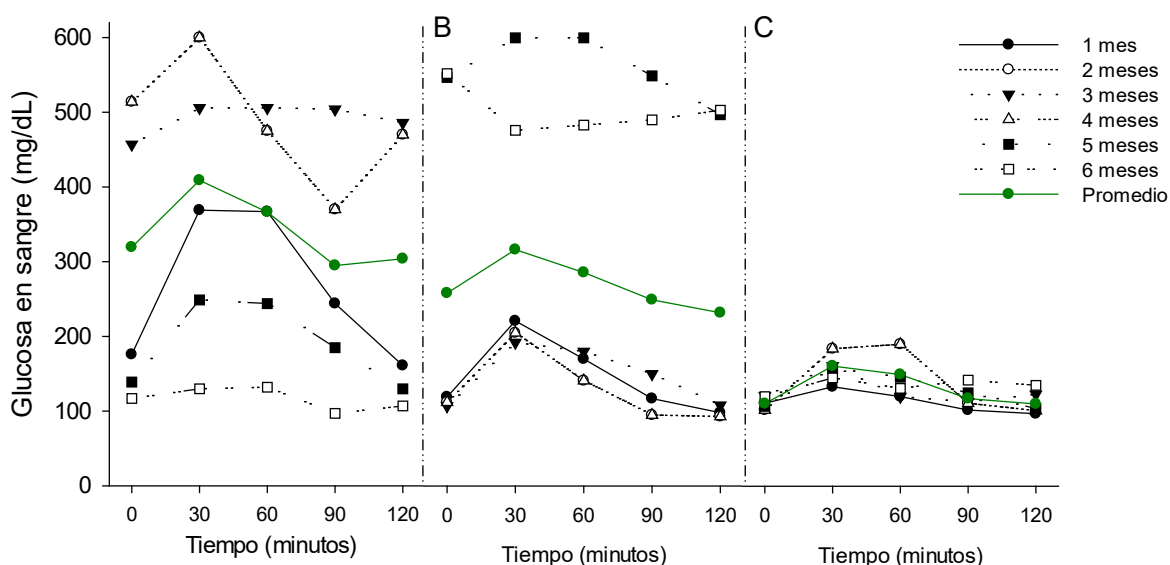 B
C
600
500
400
300
200
100
0
Glucosa en sangre (mg/dL)
0 30 60 90 120
0 30 60 90 120
0 30 60 90 120
Tiempo (minutos)
Tiempo (minutos)
Tiempo (minutos)
1 mes
2 meses
3 meses
4 meses
5 meses
6 meses
Promedio